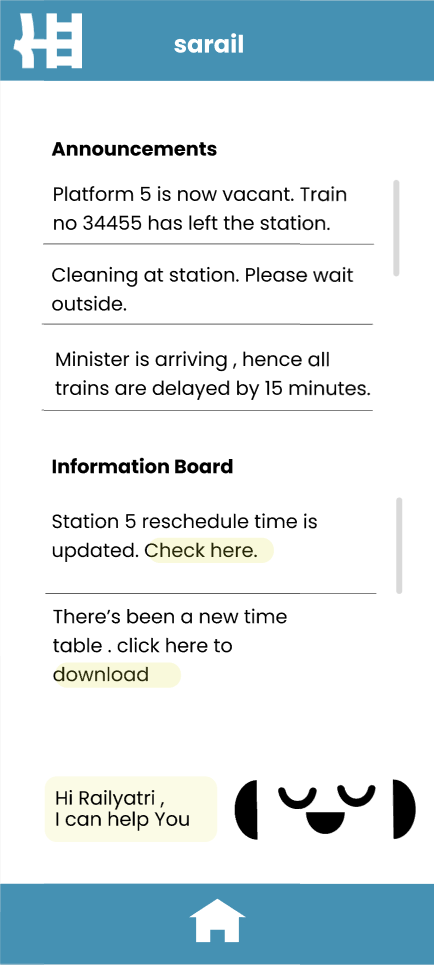 sarail
Announcements
Platform 5 is now vacant. Train
no 34455 has left the station.
Cleaning at station. Please wait
outside.
Minister is arriving , hence all
trains are delayed by 15 minutes.
Information Board
Station 5 reschedule time is
updated. Check here.
There’s been a new time
table . click here to
download
Hi Railyatri ,
I can help You